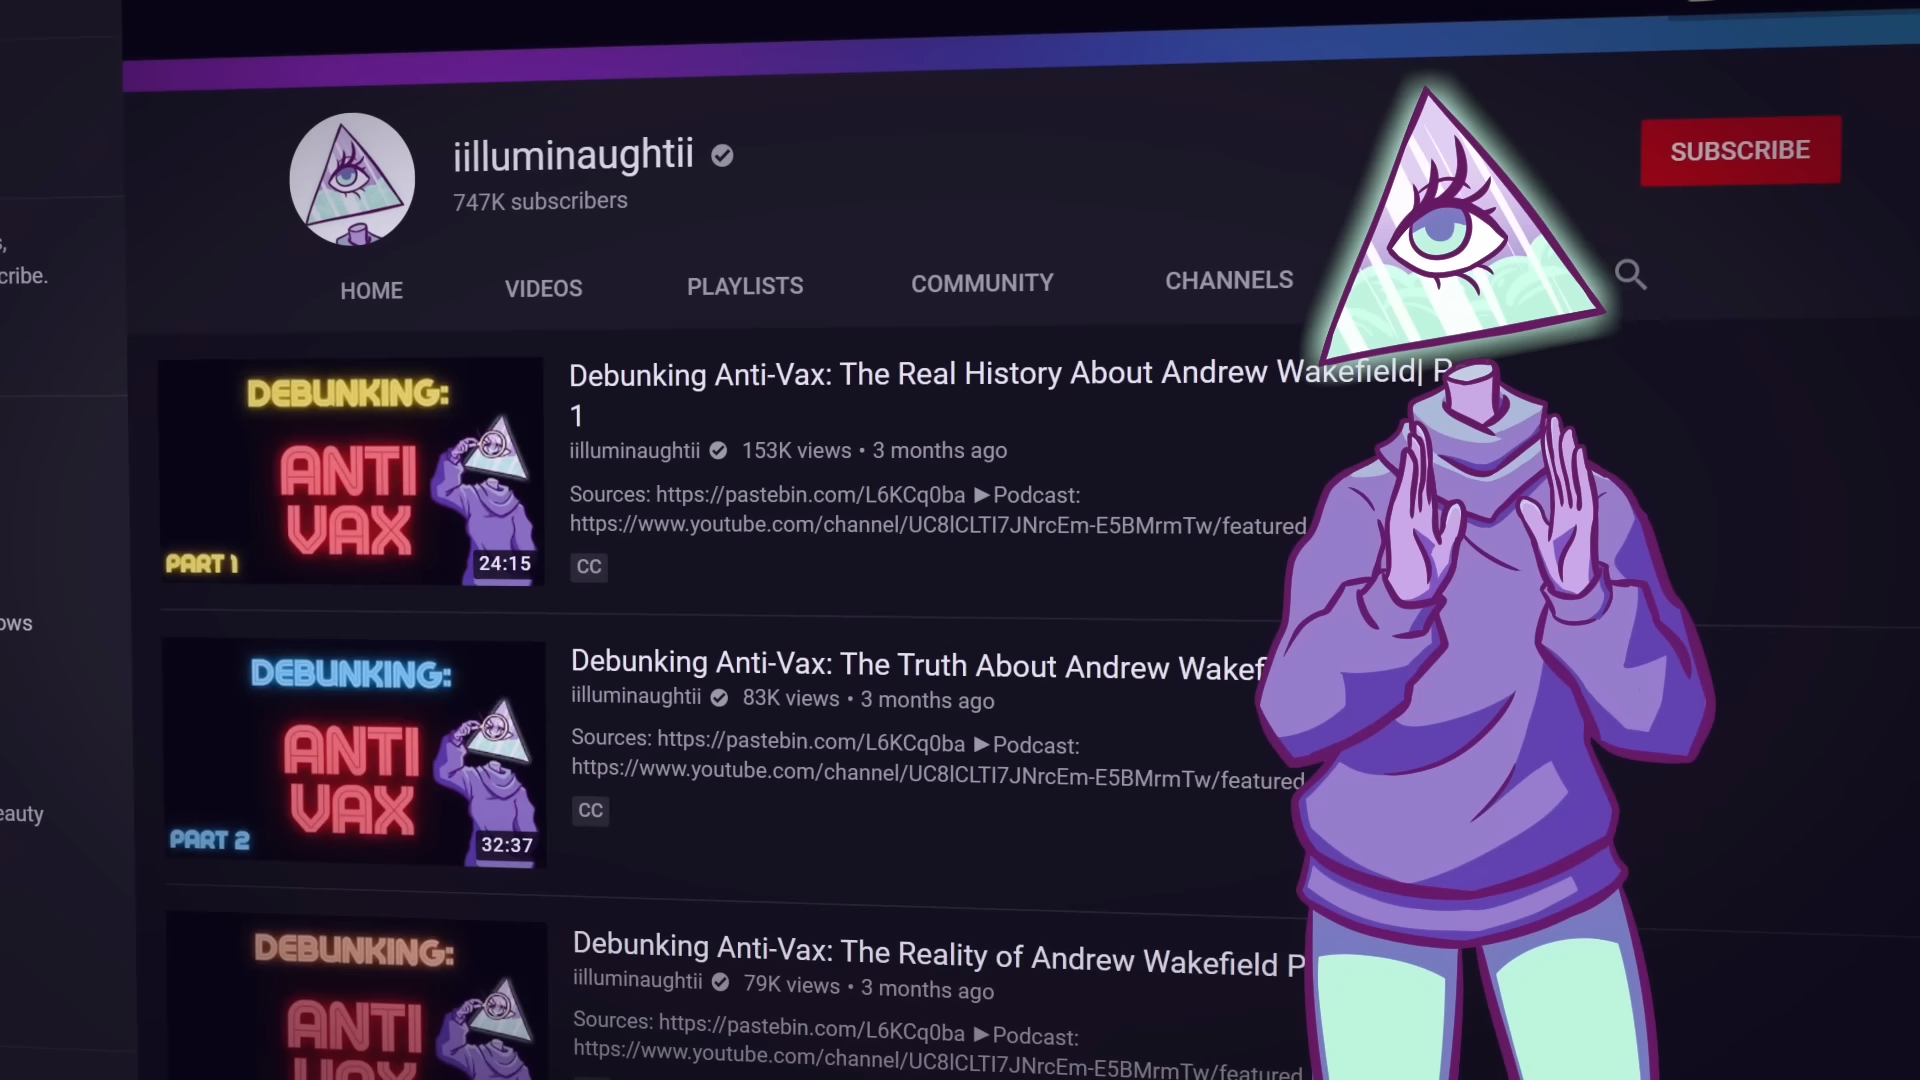 iilluminaughtii
747K subscribers
SUBSCRIBE
HOME VIDEOS PLAYLISTS COMMUNITY CHANNELS
s,
cribe.
ows
eauty
DEBUNKING:
ANTI
VAX
PART 1
24:15
Debunking Anti-Vax: The Real History About Andrew Wakefield| P
1
iilluminaughtii 153K views • 3 months ago
Sources: https://pastebin.com/L6KCq0ba ►Podcast:
https://www.youtube.com/channel/UC8lCLTI7JNrcEm-E5BMrmTw/featured
CC
DEBUNKING:
ANTI
VAX
PART 2
32:37
Debunking Anti-Vax: The Truth About Andrew Wakef
iilluminaughtii 83K views • 3 months ago
Sources: https://pastebin.com/L6KCq0ba ►Podcast:
https://www.youtube.com/channel/UC8lCLTI7JNrcEm-E5BMrmTw/featured
CC
DEBUNKING:
ANTI
VAX
Debunking Anti-Vax: The Reality of Andrew Wakefield P
iilluminaughtii 79K views • 3 months ago
Sources: https://pastebin.com/L6KCq0ba ►Podcast:
https://www.youtube.com/channel/UC8lCLTI7JNrcEm-E5BMrmTw/featured